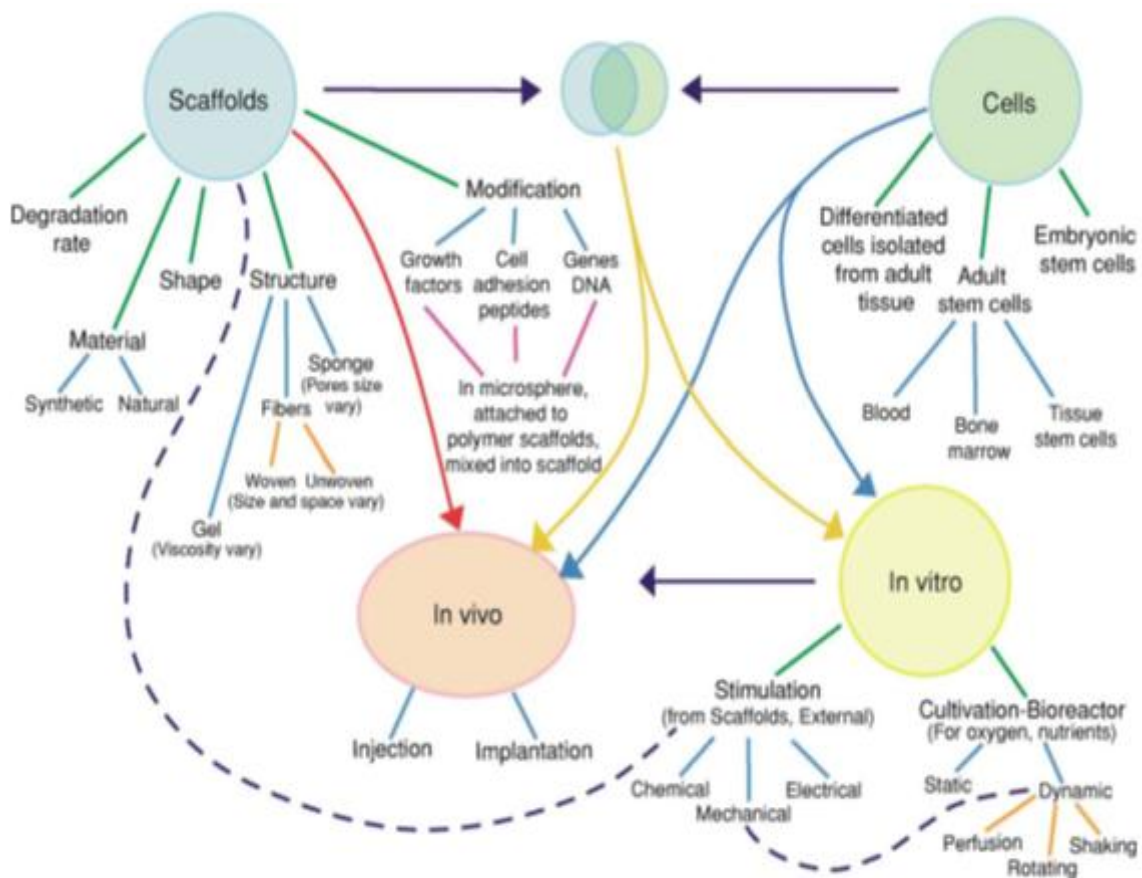 Scaffolds
Cells
Degradation
rate
Material
Synthetic
Natural
Shape
Structure
Sponge
(Pores size
vary)
Fibers
Woven
Unwoven
(Size and space vary)
Gel
(Viscosity vary)
Modification
Growth
factors
Cell
adhesion
peptides
Genes
DNA
In microsphere,
attached to
polymer scaffolds,
mixed into scaffold
Differentiated
cells isolated
from adult
tissue
Adult
stem cells
Embryonic
stem cells
Blood
Bone
marrow
Tissue
stem cells
In vivo
Injection
Implantation
In vitro
Stimulation
(from Scaffolds, External)
Chemical
Mechanical
Electrical
Cultivation-Bioreactor
(For oxygen, nutrients)
Static
Dynamic
Perfusion
Rotating
Shaking